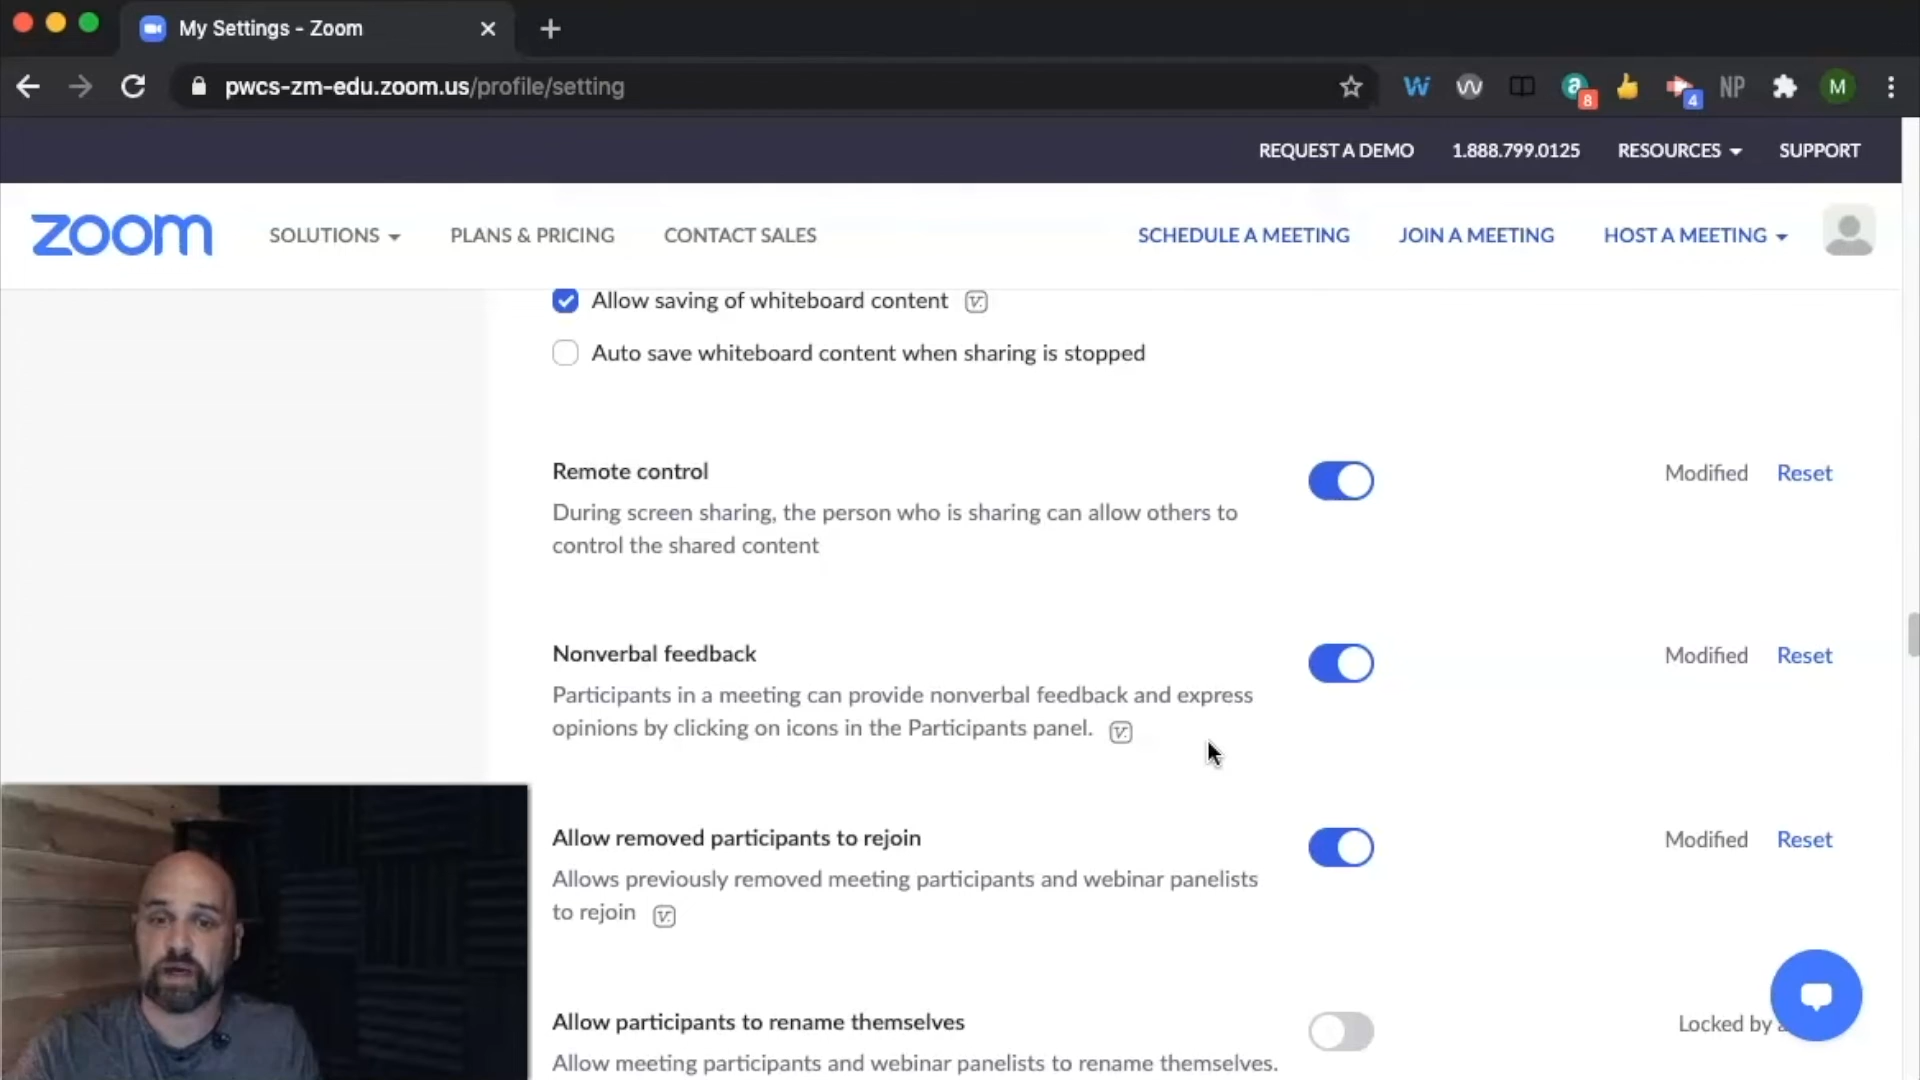 My Settings - Zoom
pwcs-zm-edu.zoom.us/profile/setting
8
4
NP
M
REQUEST A DEMO 1.888.799.0125 RESOURCES SUPPORT
zoom SOLUTIONS PLANS & PRICING CONTACT SALES SCHEDULE A MEETING JOIN A MEETING HOST A MEETING
Allow saving of whiteboard content
Auto save whiteboard content when sharing is stopped
Remote control Modified Reset
During screen sharing, the person who is sharing can allow others to
control the shared content
Nonverbal feedback Modified Reset
Participants in a meeting can provide nonverbal feedback and express
opinions by clicking on icons in the Participants panel.
Allow removed participants to rejoin Modified Reset
Allows previously removed meeting participants and webinar panelists
to rejoin
Allow participants to rename themselves Locked by
Allow meeting participants and webinar panelists to rename themselves.